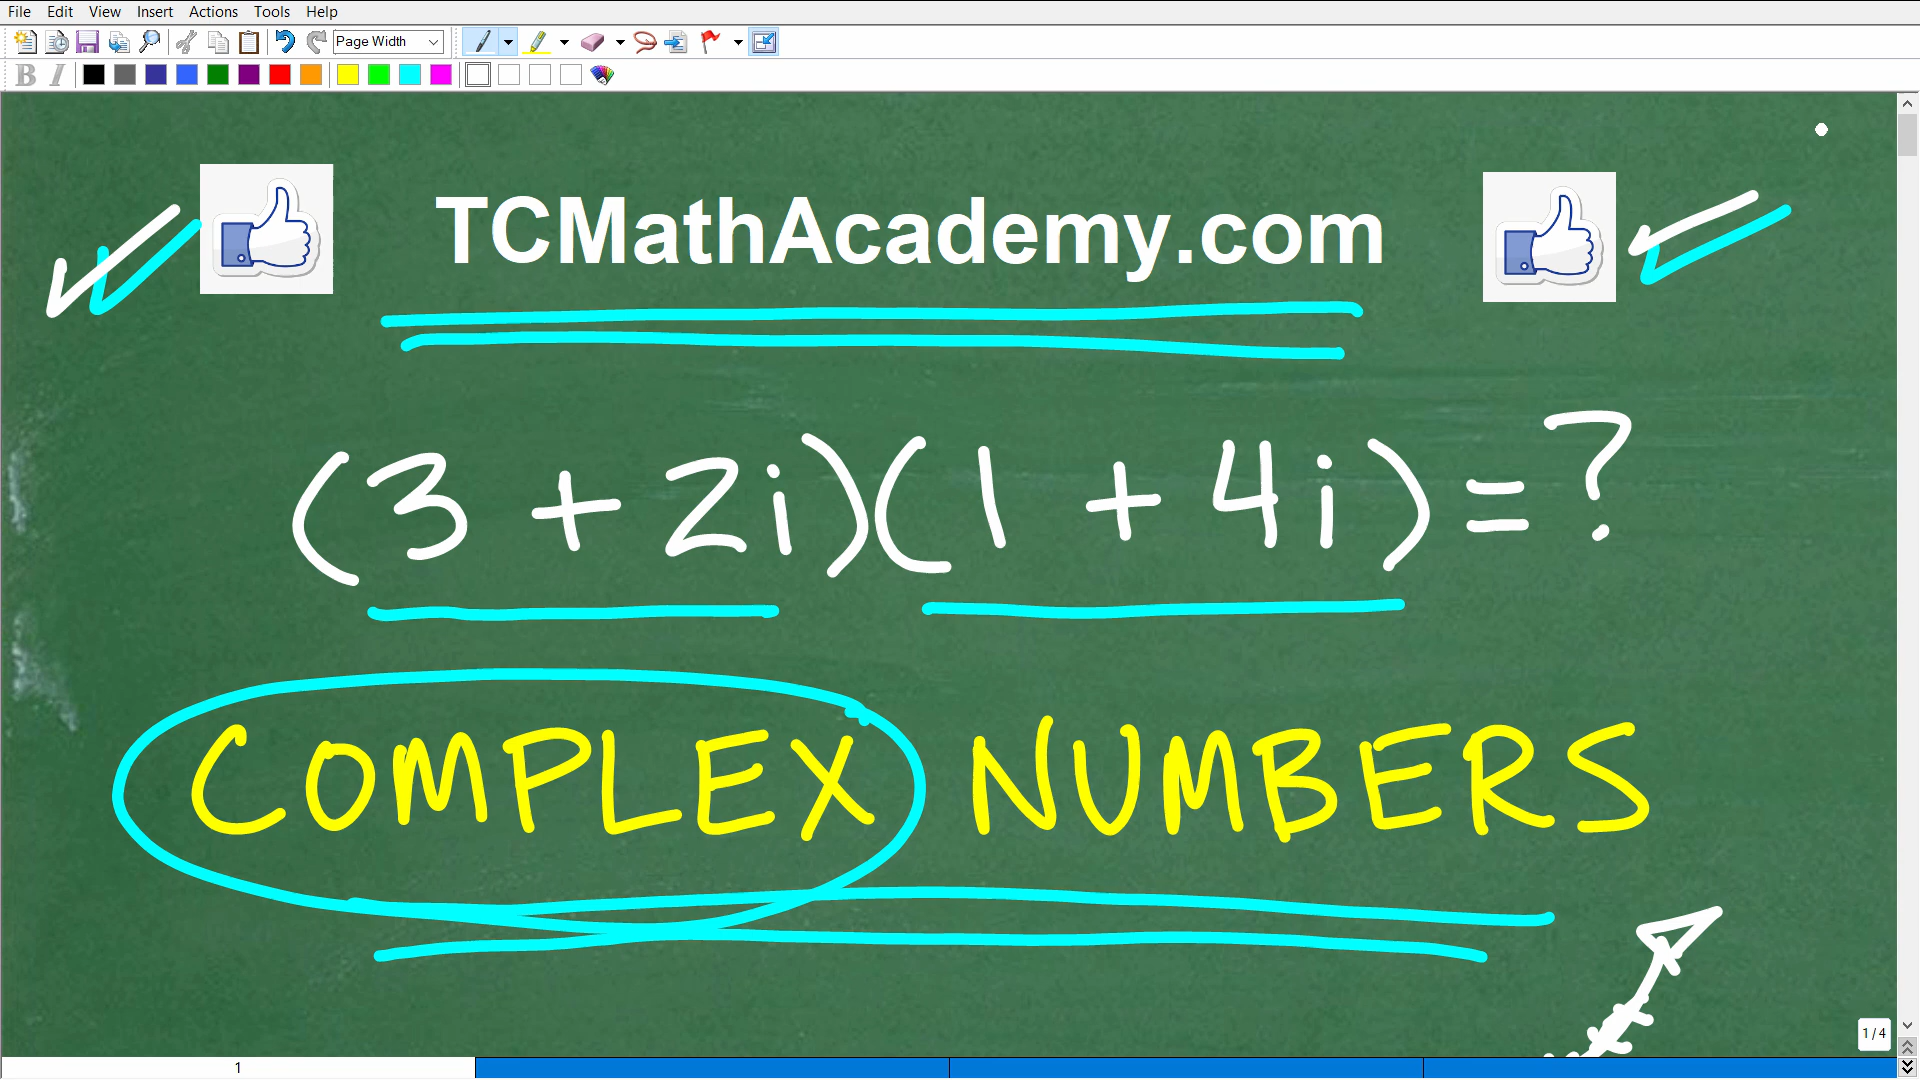 File Edit View Insert Actions Tools Help
Page Width
B I
TCMathAcademy.com
(3 + 2i)(1 + 4i) = ?
COMPLEX NUMBERS
1 / 4
1